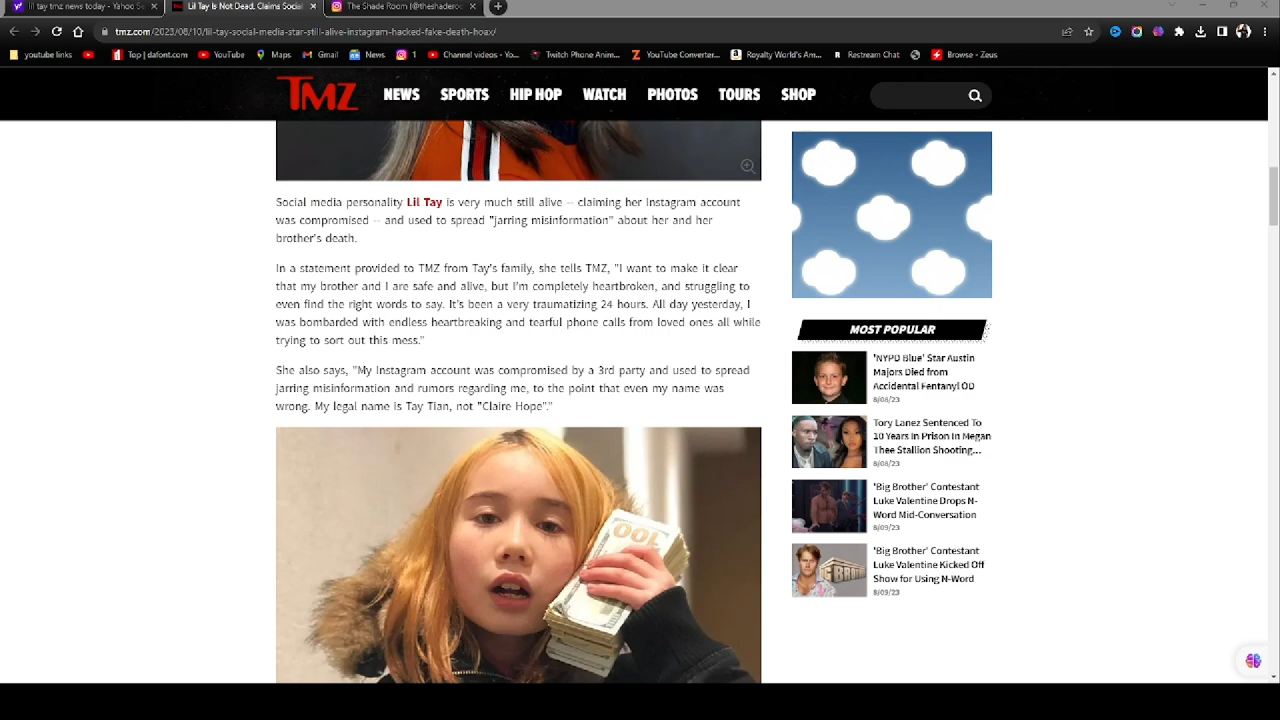 lil tay tmz news today - Yahoo Se
Lil Tay Is Not Dead, Claims Social
The Shade Room (@theshadero
tmz.com/2023/08/10/lil-tay-social-media-star-still-alive-instagram-hacked-fake-death-hoax/
youtube links
Top | dafont.com
YouTube
Maps
Gmail
News
1
Channel videos - Yo...
Twitch Phone Anim...
YouTube Converter...
Royalty World's Am...
Restream Chat
Browse - Zeus
TMZ
NEWS
SPORTS
HIP HOP
WATCH
PHOTOS
TOURS
SHOP
Social media personality Lil Tay is very much still alive -- claiming her Instagram account
was compromised -- and used to spread "jarring misinformation" about her and her
brother's death.
In a statement provided to TMZ from Tay's family, she tells TMZ, "I want to make it clear
that my brother and I are safe and alive, but I'm completely heartbroken, and struggling to
even find the right words to say. It's been a very traumatizing 24 hours. All day yesterday, I
was bombarded with endless heartbreaking and tearful phone calls from loved ones all while
trying to sort out this mess."
She also says, "My Instagram account was compromised by a 3rd party and used to spread
jarring misinformation and rumors regarding me, to the point that even my name was
wrong. My legal name is Tay Tian, not "Claire Hope"."
100
MOST POPULAR
'NYPD Blue' Star Austin
Majors Died from
Accidental Fentanyl OD
8/08/23
Tory Lanez Sentenced To
10 Years In Prison In Megan
Thee Stallion Shooting...
8/08/23
'Big Brother' Contestant
Luke Valentine Drops N-
Word Mid-Conversation
8/09/23
'Big Brother' Contestant
Luke Valentine Kicked Off
Show for Using N-Word
8/09/23